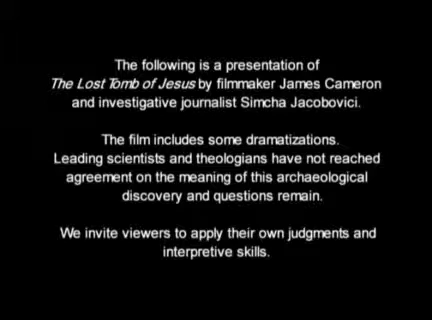 The following is a presentation of
The Lost Tomb of Jesus by filmmaker James Cameron
and investigative journalist Simcha Jacobovici.
The film includes some dramatizations.
Leading scientists and theologians have not reached
agreement on the meaning of this archaeological
discovery and questions remain.
We invite viewers to apply their own judgments and
interpretive skills.